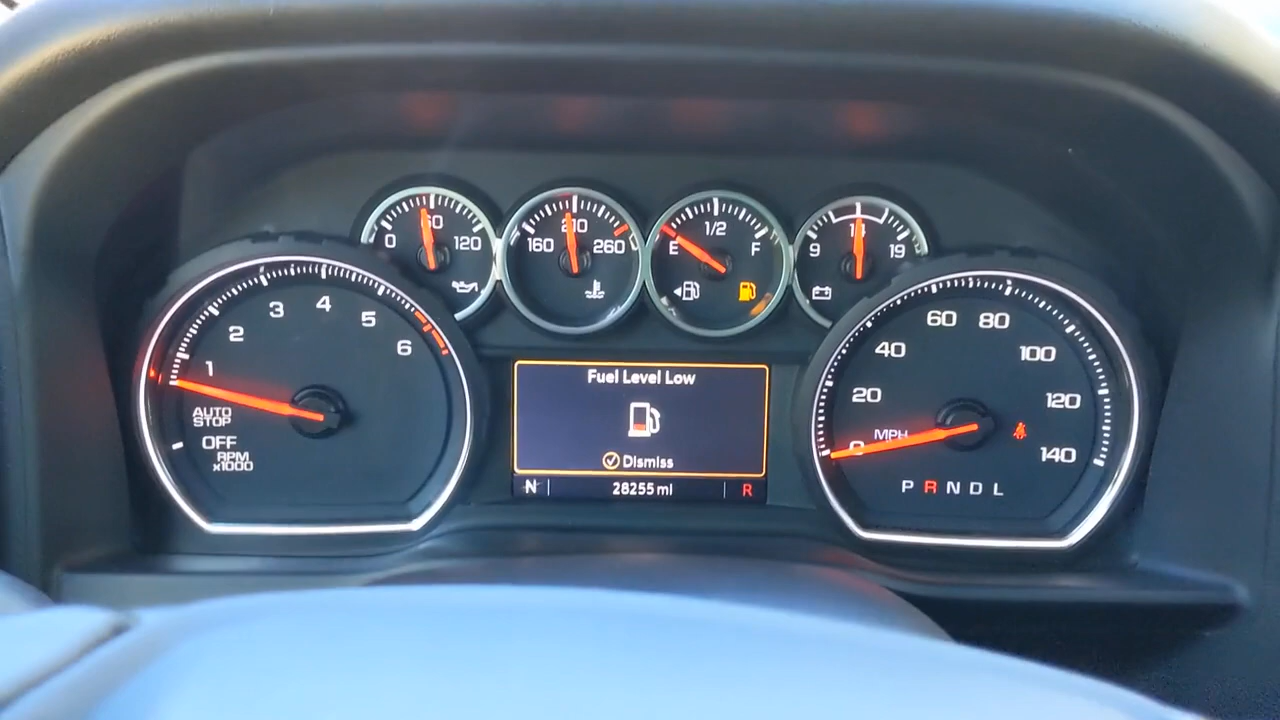 0 60 120
160 210 260
E 1/2 F
9 14 19
1 2 3 4 5 6
AUTO
STOP
OFF
RPM
x1000
Fuel Level Low
Dismiss
N 28255 mi R
0 20 40 60 80 100 120 140
MPH
P R N D L